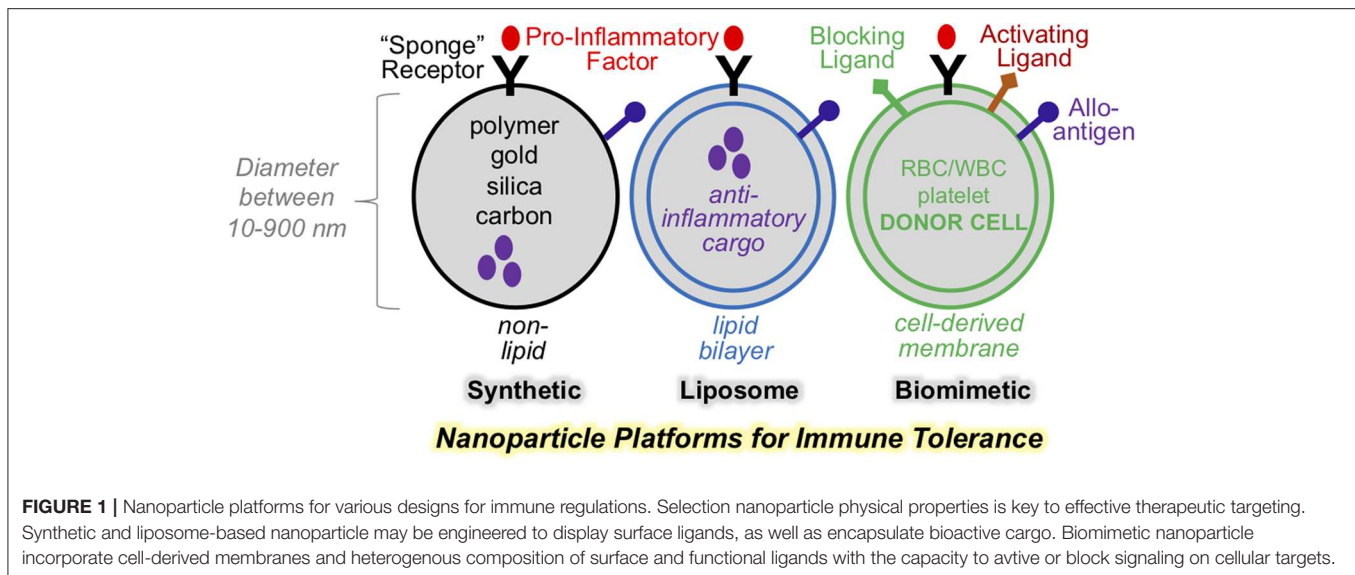 "Sponge"
Receptor
Pro-Inflammatory
Factor
Blocking
Ligand
Activating
Ligand
Allo-
antigen
Diameter
between
10-900 nm
polymer
gold
silica
carbon
anti-
inflammatory
cargo
RBC/WBC
platelet
DONOR CELL
non-
lipid
lipid
bilayer
cell-derived
membrane
Synthetic
Liposome
Biomimetic
Nanoparticle Platforms for Immune Tolerance
FIGURE 1 | Nanoparticle platforms for various designs for immune regulations. Selection nanoparticle physical properties is key to effective therapeutic targeting.
Synthetic and liposome-based nanoparticle may be engineered to display surface ligands, as well as encapsulate bioactive cargo. Biomimetic nanoparticle
incorporate cell-derived membranes and heterogenous composition of surface and functional ligands with the capacity to avtive or block signaling on cellular targets.